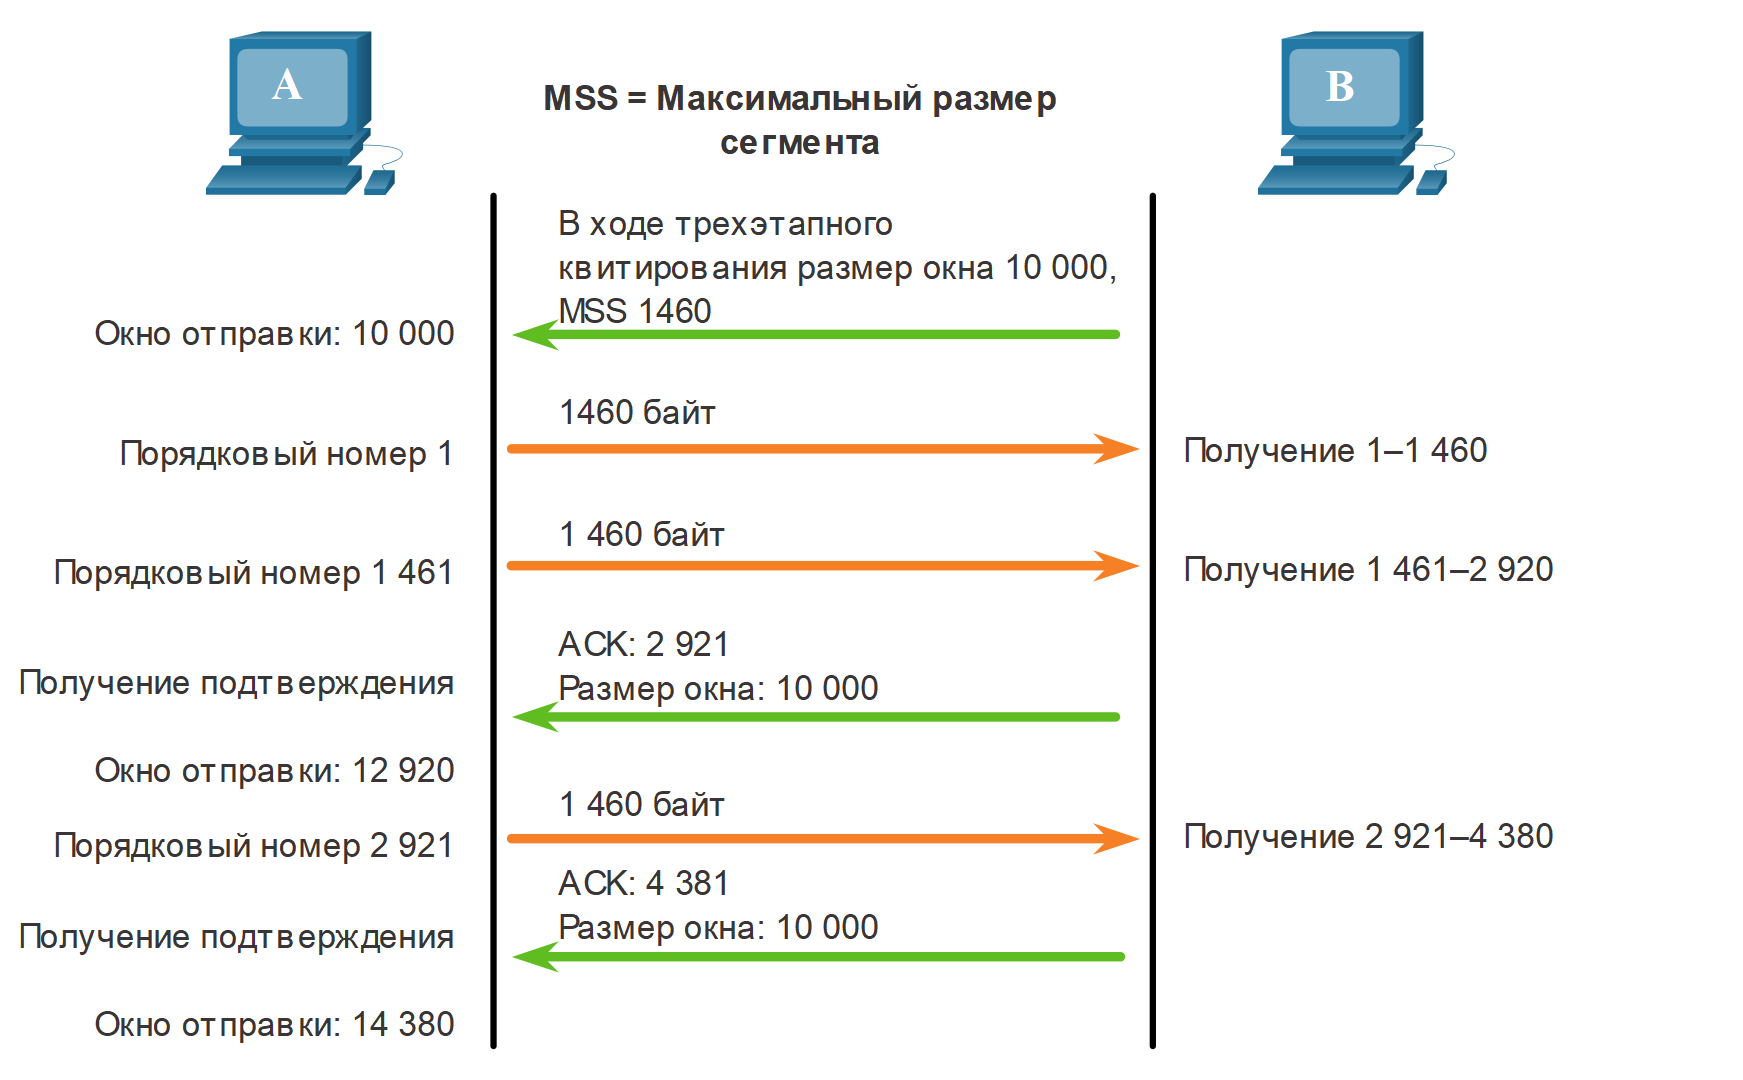 A
B
MSS = Максимальный размер
сегмента
В ходе трехэтапного
квитирования размер окна 10 000,
MSS 1460
Окно отправки: 10 000
1460 байт
Порядковый номер 1
Получение 1–1 460
1 460 байт
Порядковый номер 1 461
Получение 1 461–2 920
ACK: 2 921
Размер окна: 10 000
Получение подтверждения
Окно отправки: 12 920
1 460 байт
Порядковый номер 2 921
Получение 2 921–4 380
ACK: 4 381
Размер окна: 10 000
Получение подтверждения
Окно отправки: 14 380